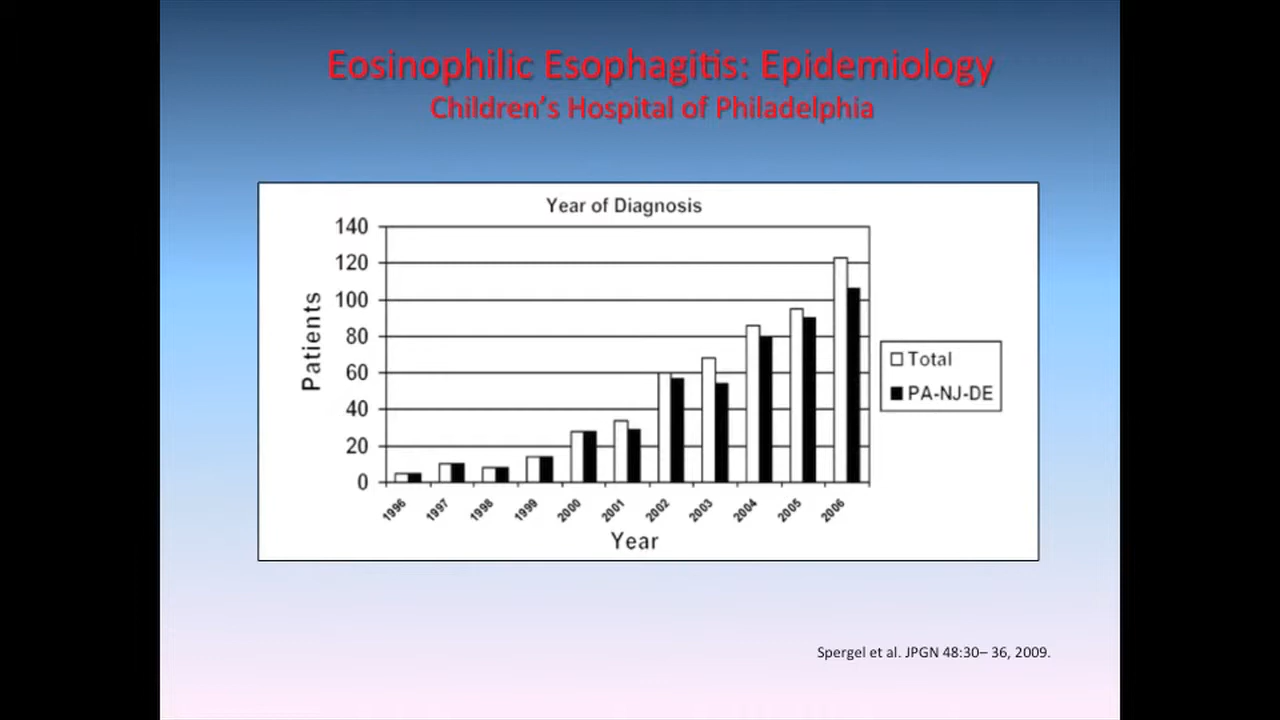 Eosinophilic Esophagitis: Epidemiology
Children's Hospital of Philadelphia
Year of Diagnosis
140
120
100
80
60
40
20
0
Patients
1996 1997 1998 1999 2000 2001 2002 2003 2004 2005 2006
Year
Total
PA-NJ-DE
Spergel et al. JPGN 48:30– 36, 2009.